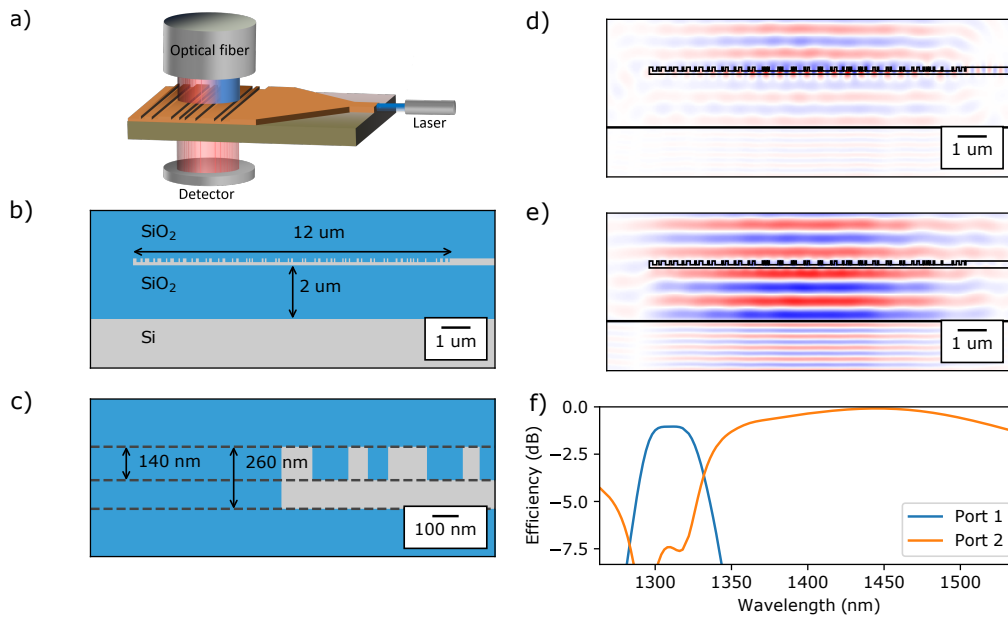 a)
Optical fiber
Laser
Detector
b)
SiO2
12 um
SiO2
2 um
Si
1 um
c)
140 nm
260 nm
100 nm
d)
1 um
e)
1 um
f)
0.0
−2.5
−5.0
−7.5
Efficiency (dB)
Port 1
Port 2
1300
1350
1400
1450
1500
Wavelength (nm)